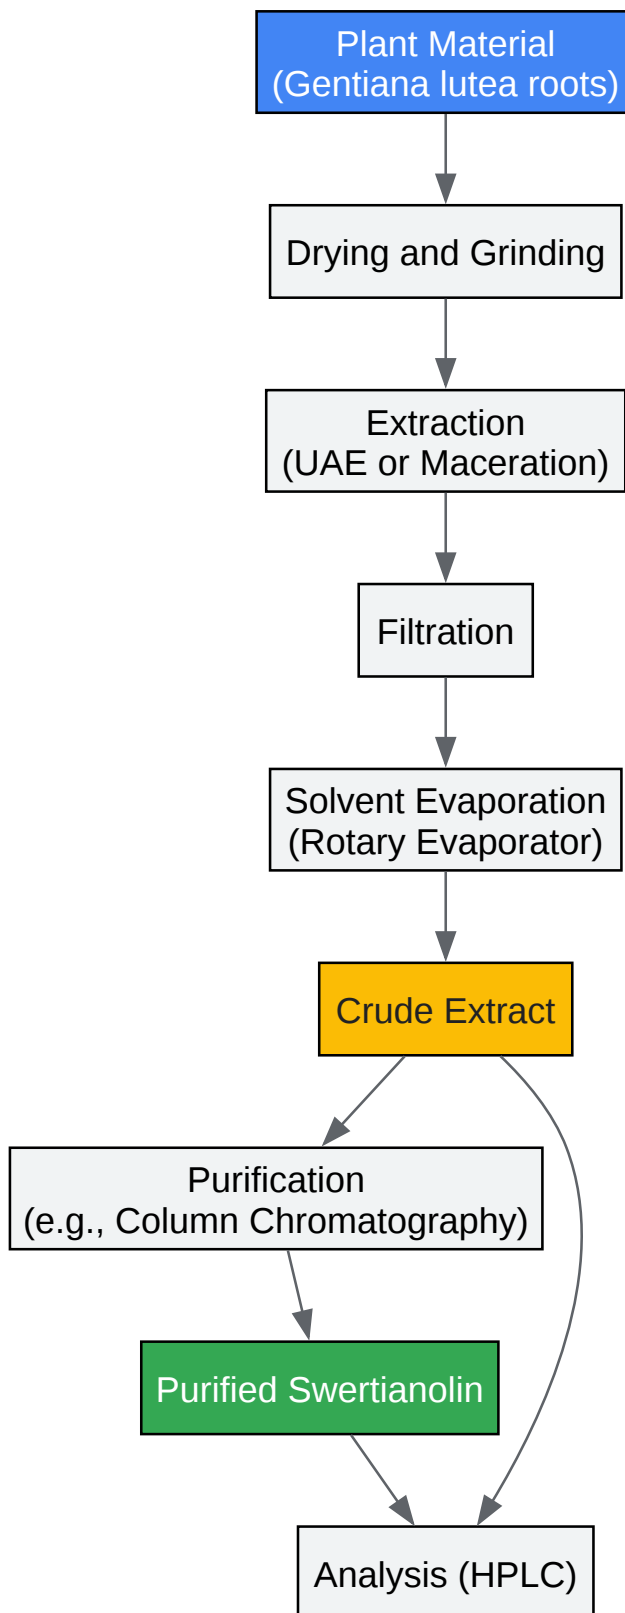 Plant Material
(Gentiana lutea roots)
Drying and Grinding
Extraction
(UAE or Maceration)
Filtration
Solvent Evaporation
(Rotary Evaporator)
Crude Extract
Purification
(e.g., Column Chromatography)
Purified Swertianolin
Analysis (HPLC)